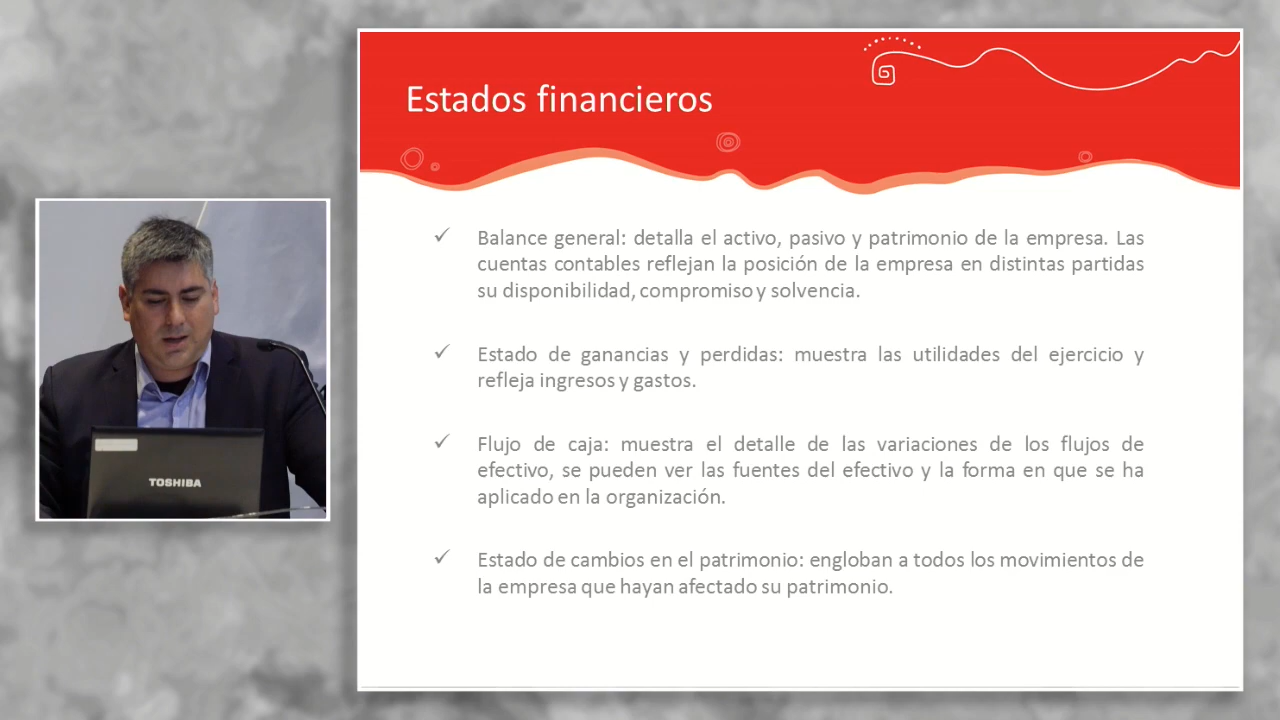 Estados financieros
Balance general: detalla el activo, pasivo y patrimonio de la empresa. Las
cuentas contables reflejan la posición de la empresa en distintas partidas
su disponibilidad, compromiso y solvencia.
Estado de ganancias y perdidas: muestra las utilidades del ejercicio y
refleja ingresos y gastos.
Flujo de caja: muestra el detalle de las variaciones de los flujos de
efectivo, se pueden ver las fuentes del efectivo y la forma en que se ha
aplicado en la organización.
Estado de cambios en el patrimonio: engloban a todos los movimientos de
la empresa que hayan afectado su patrimonio.
TOSHIBA